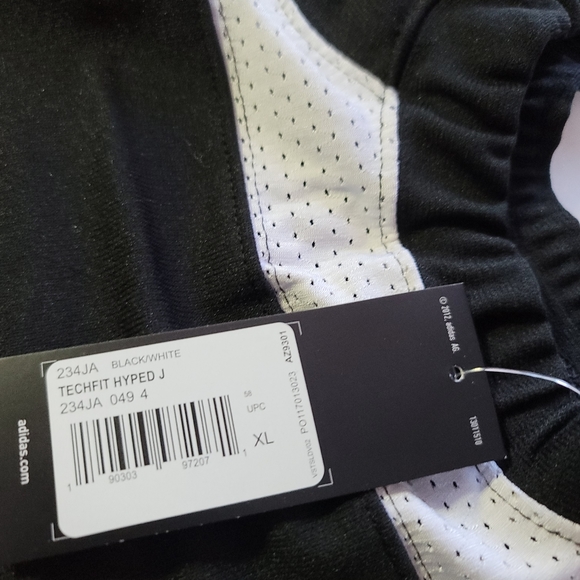 234JA BLACK/WHITE
TECHFIT HYPED J
234JA 049 4
58
UPC
XL
1 90303 97207 1
AZ9301
PO117013023
adidas.com
© 2012, adidas AG.